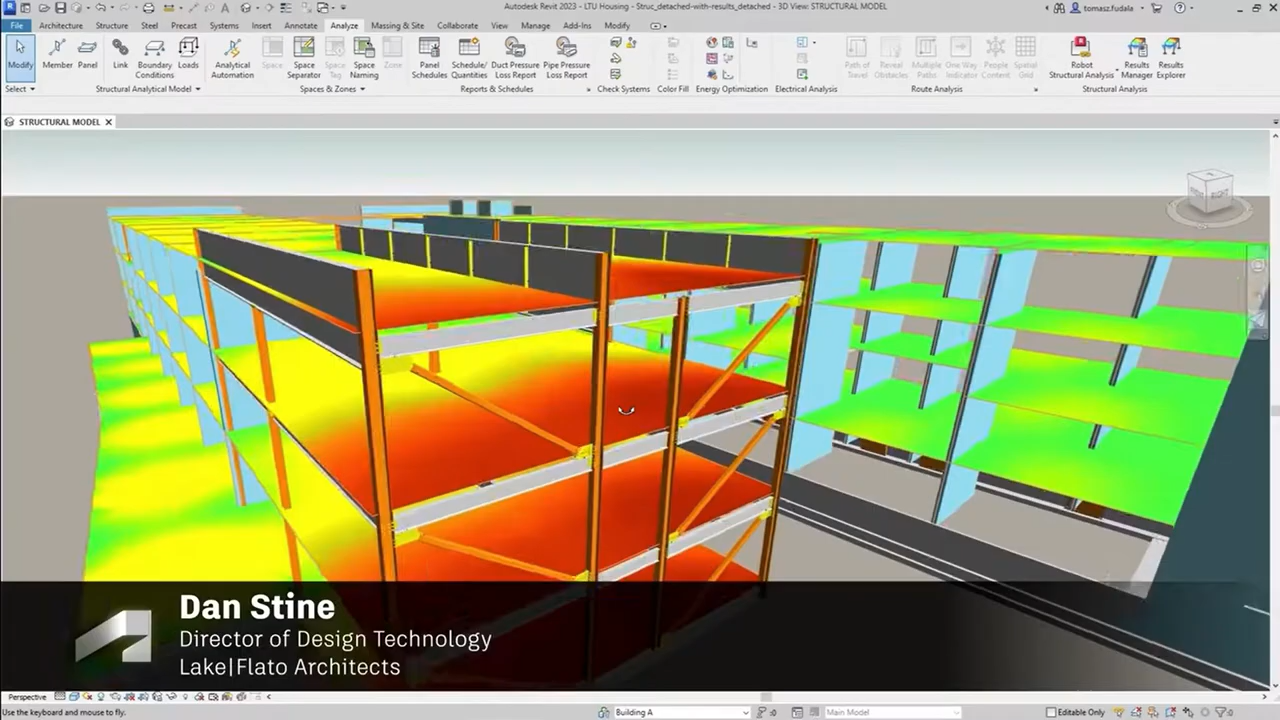 Autodesk Revit 2023 - LTU Housing - Struc_detached-with-results_detached - 3D View: STRUCTURAL MODEL
tomasz.fudala
File Architecture Structure Steel Precast Systems Insert Annotate Analyze Massing & Site Collaborate View Manage Add-Ins Modify
Modify Member Panel Link Boundary Conditions Loads Analytical Automation Space Space Separator Space Tag Space Naming Zone Panel Schedules Schedule/ Quantities Duct Pressure Loss Report Pipe Pressure Loss Report Path of Travel Reveal Obstacles Multiple Paths One Way Indicator People Content Spatial Grid Robot Structural Analysis Results Manager Results Explorer
Select Structural Analytical Model Spaces & Zones Reports & Schedules Check Systems Color Fill Energy Optimization Electrical Analysis Route Analysis Structural Analysis
STRUCTURAL MODEL
Dan Stine
Director of Design Technology
Lake|Flato Architects
Perspective
Use the keyboard and mouse to fly. Building A :0 Main Model Editable Only :0